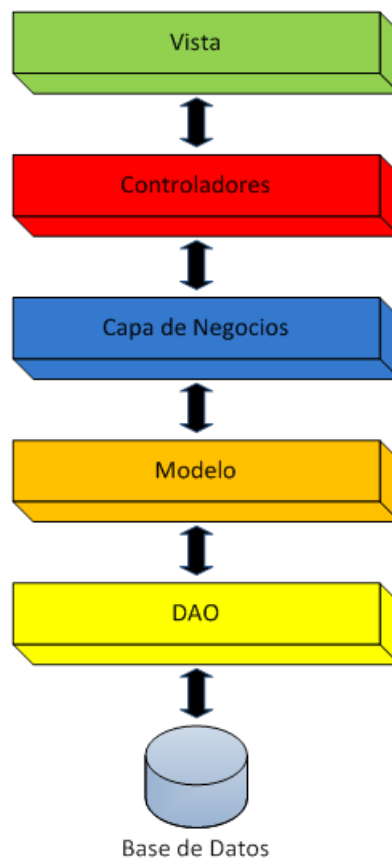 Vista
Controladores
Capa de Negocios
Modelo
DAO
Base de Datos